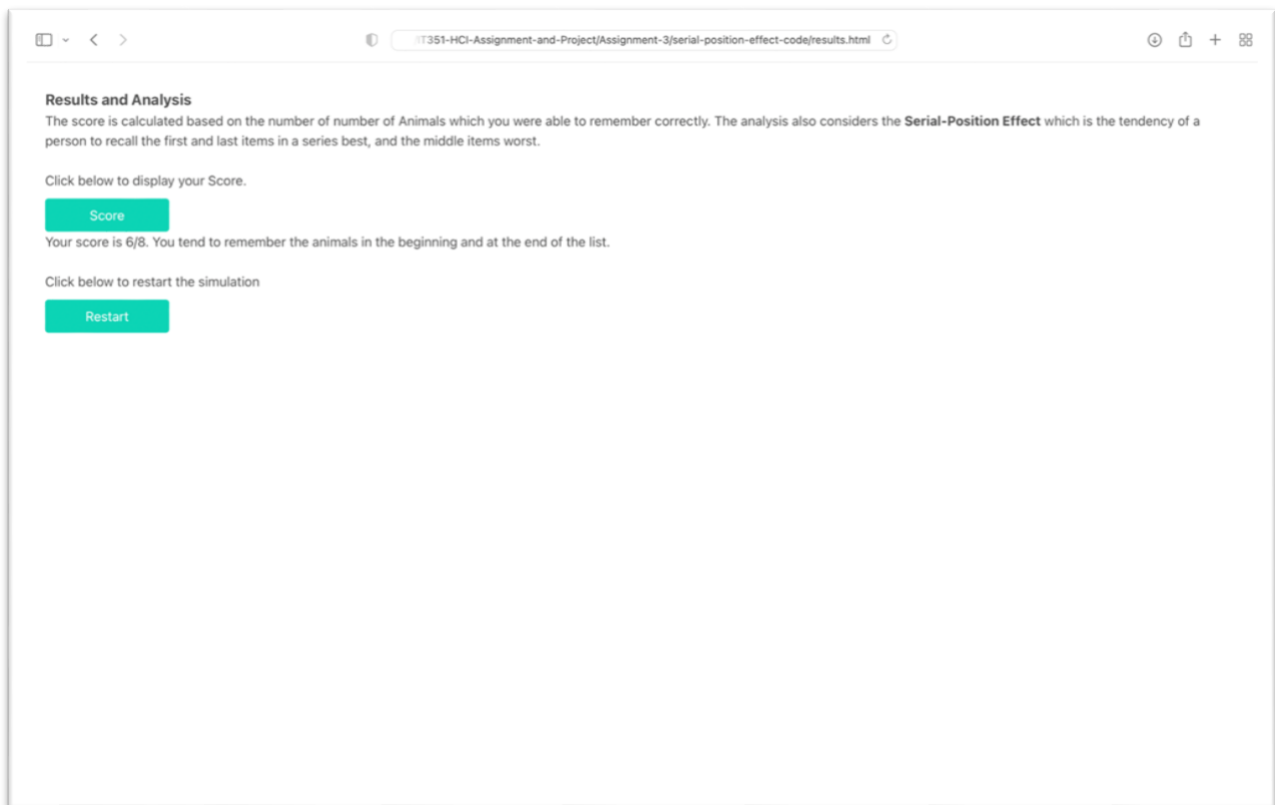 T351-HCI-Assignment-and-Project/Assignment-3/serial-position-effect-code/results.html
Results and Analysis
The score is calculated based on the number of number of Animals which you were able to remember correctly. The analysis also considers the Serial-Position Effect which is the tendency of a
person to recall the first and last items in a series best, and the middle items worst.
Click below to display your Score.
Score
Your score is 6/8. You tend to remember the animals in the beginning and at the end of the list.
Click below to restart the simulation
Restart